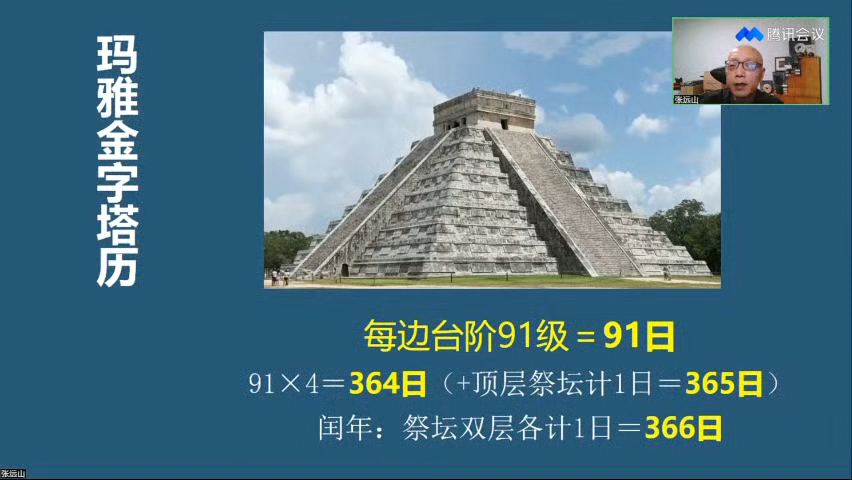 玛雅金字塔历
腾讯会议
张远山
每边台阶91级＝91日
91×4＝364日（+顶层祭坛计1日＝365日）
闰年：祭坛双层各计1日＝366日
张远山